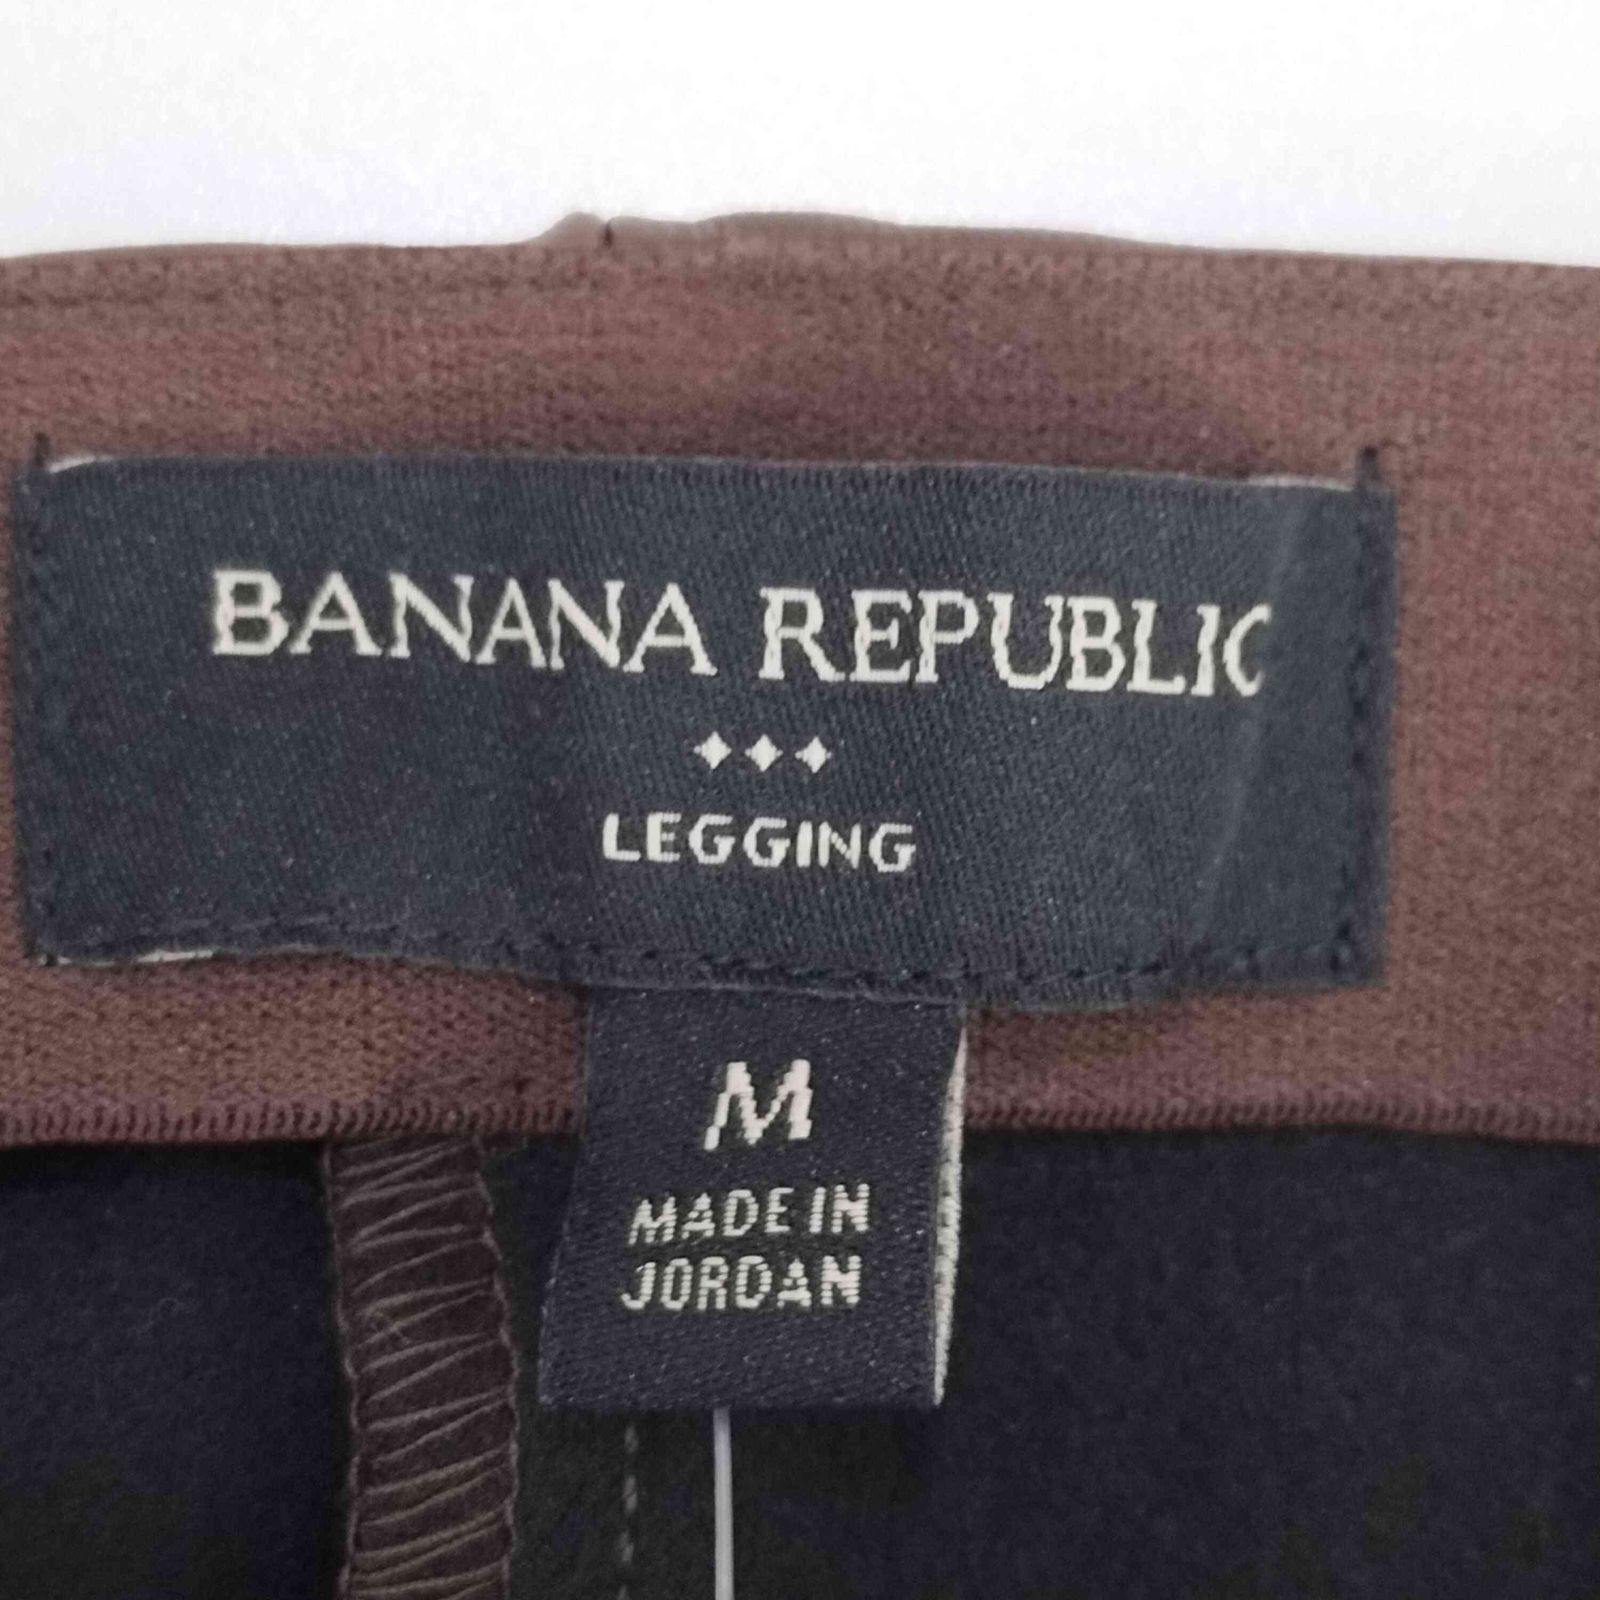 BANANA REPUBLIC
LEGGING
M
MADE IN
JORDAN